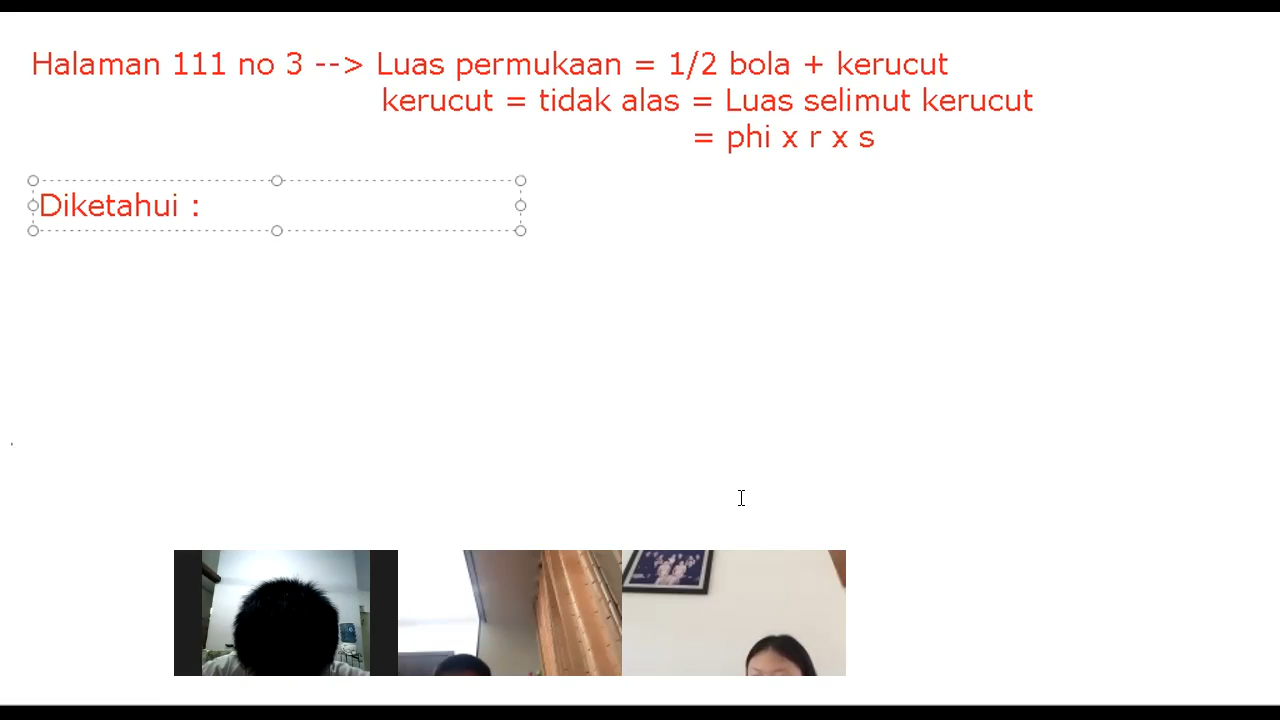 Halaman 111 no 3 --> Luas permukaan = 1/2 bola + kerucut
kerucut = tidak alas = Luas selimut kerucut
= phi x r x s
Diketahui :